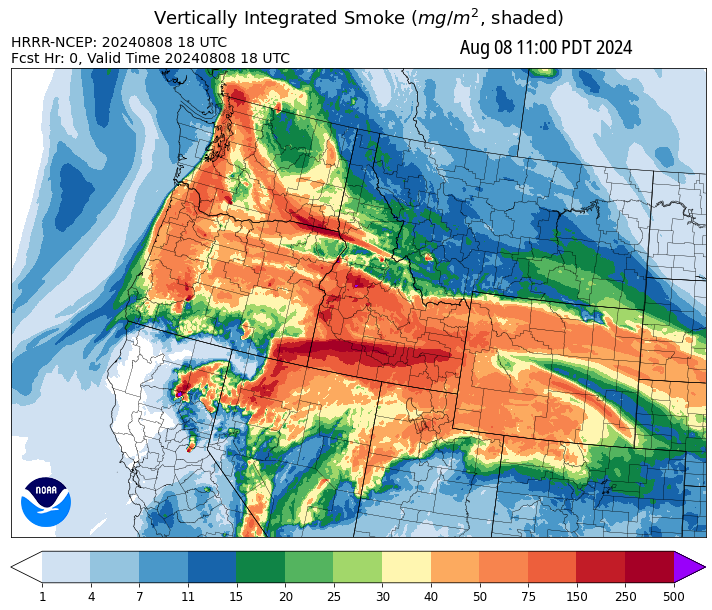 Vertically Integrated Smoke (mg/m², shaded)
HRRR-NCEP: 20240808 18 UTC
Aug 08 11:00 PDT 2024
Fcst Hr: 0, Valid Time 20240808 18 UTC
NOAA
1 4 7 11 15 20 25 30 40 50 75 150 250 500